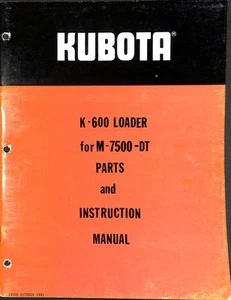 KUBOTA®
K-600 LOADER
for M-7500-DT
PARTS
and
INSTRUCTION
MANUAL